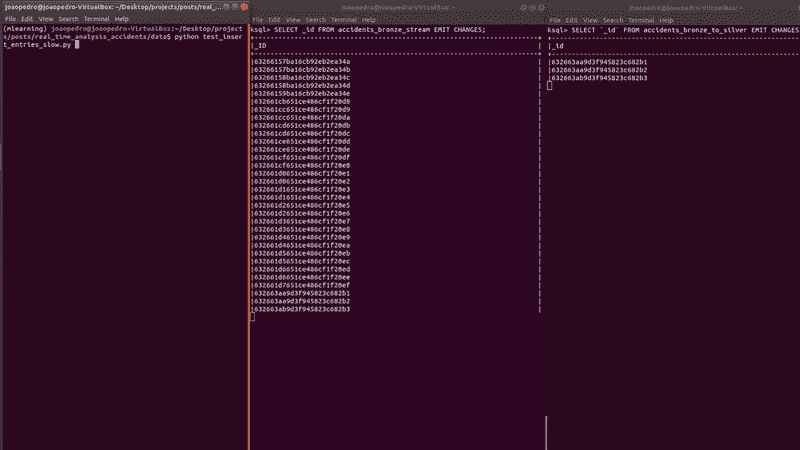 joaopedro@joaopedro-VirtualBox: ~/Desktop/projects/posts/real_...
File Edit View Search Terminal Help
(mlearning) joaopedro@joaopedro-VirtualBox:~/Desktop/project
s/posts/real_time_analysis_accidents/data$ python test_ins
ert_entries_slow.py
joaopedro@joaopedro-VirtualBox: ~
File Edit View Search Terminal Help
ksql> SELECT _id FROM accidents_bronze_stream EMIT CHANGES;
|_ID
|63266157ba16cb92eb2ea34a
|63266157ba16cb92eb2ea34b
|63266158ba16cb92eb2ea34c
|63266158ba16cb92eb2ea34d
|63266159ba16cb92eb2ea34e
|632661cb651ce486cf1f20d8
|632661cc651ce486cf1f20d9
|632661cc651ce486cf1f20da
|632661cd651ce486cf1f20db
|632661cd651ce486cf1f20dc
|632661ce651ce486cf1f20dd
|632661ce651ce486cf1f20de
|632661cf651ce486cf1f20df
|632661cf651ce486cf1f20e0
|632661d0651ce486cf1f20e1
|632661d0651ce486cf1f20e2
|632661d1651ce486cf1f20e3
|632661d1651ce486cf1f20e4
|632661d2651ce486cf1f20e5
|632661d2651ce486cf1f20e6
|632661d3651ce486cf1f20e7
|632661d3651ce486cf1f20e8
|632661d4651ce486cf1f20e9
|632661d4651ce486cf1f20ea
|632661d5651ce486cf1f20eb
|632661d5651ce486cf1f20ec
|632661d6651ce486cf1f20ed
|632661d6651ce486cf1f20ee
|632661d7651ce486cf1f20ef
|632663aa9d3f945823c682b1
|632663aa9d3f945823c682b2
|632663ab9d3f945823c682b3
joaopedro@joaopedro-VirtualBox: ~
File Edit View Search Terminal Help
ksql> SELECT `_id` FROM accidents_bronze_to_silver EMIT CHANGES
|_id
|632663aa9d3f945823c682b1
|632663aa9d3f945823c682b2
|632663ab9d3f945823c682b3